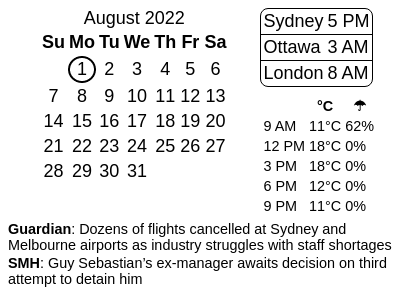 August 2022
Su Mo Tu We Th Fr Sa
1 2 3 4 5 6
7 8 9 10 11 12 13
14 15 16 17 18 19 20
21 22 23 24 25 26 27
28 29 30 31
Sydney 5 PM
Ottawa 3 AM
London 8 AM
°C ☂
9 AM 11°C 62%
12 PM 18°C 0%
3 PM 18°C 0%
6 PM 12°C 0%
9 PM 11°C 0%
Guardian: Dozens of flights cancelled at Sydney and
Melbourne airports as industry struggles with staff shortages
SMH: Guy Sebastian's ex-manager awaits decision on third
attempt to detain him